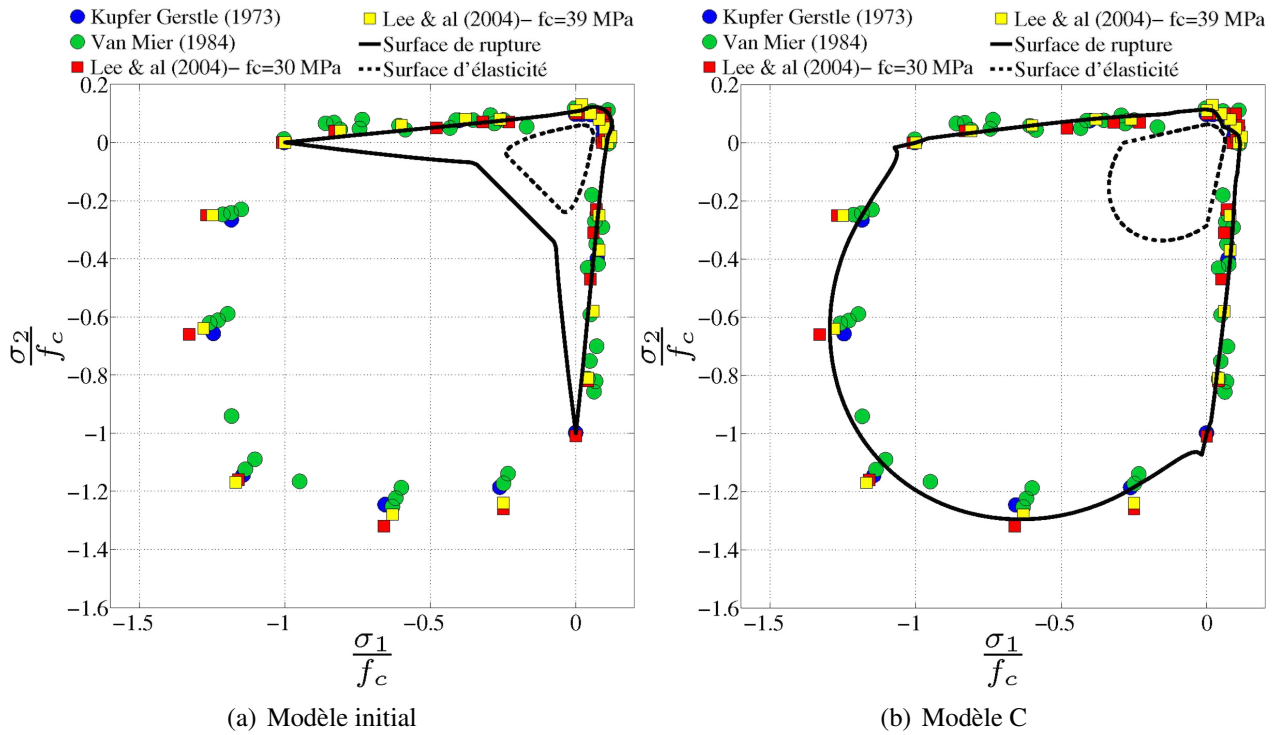 Kupfer Gerstle (1973)
Van Mier (1984)
Lee & al (2004)– fc=30 MPa
Lee & al (2004)– fc=39 MPa
Surface de rupture
Surface d'élasticité
0.2
0
−0.2
−0.4
−0.6
−0.8
−1
−1.2
−1.4
−1.6
σ2
fc
−1.5
−1
−0.5
0
σ1
fc
(a) Modèle initial
Kupfer Gerstle (1973)
Van Mier (1984)
Lee & al (2004)– fc=30 MPa
Lee & al (2004)– fc=39 MPa
Surface de rupture
Surface d'élasticité
0.2
0
−0.2
−0.4
−0.6
−0.8
−1
−1.2
−1.4
−1.6
σ2
fc
−1.5
−1
−0.5
0
σ1
fc
(b) Modèle C